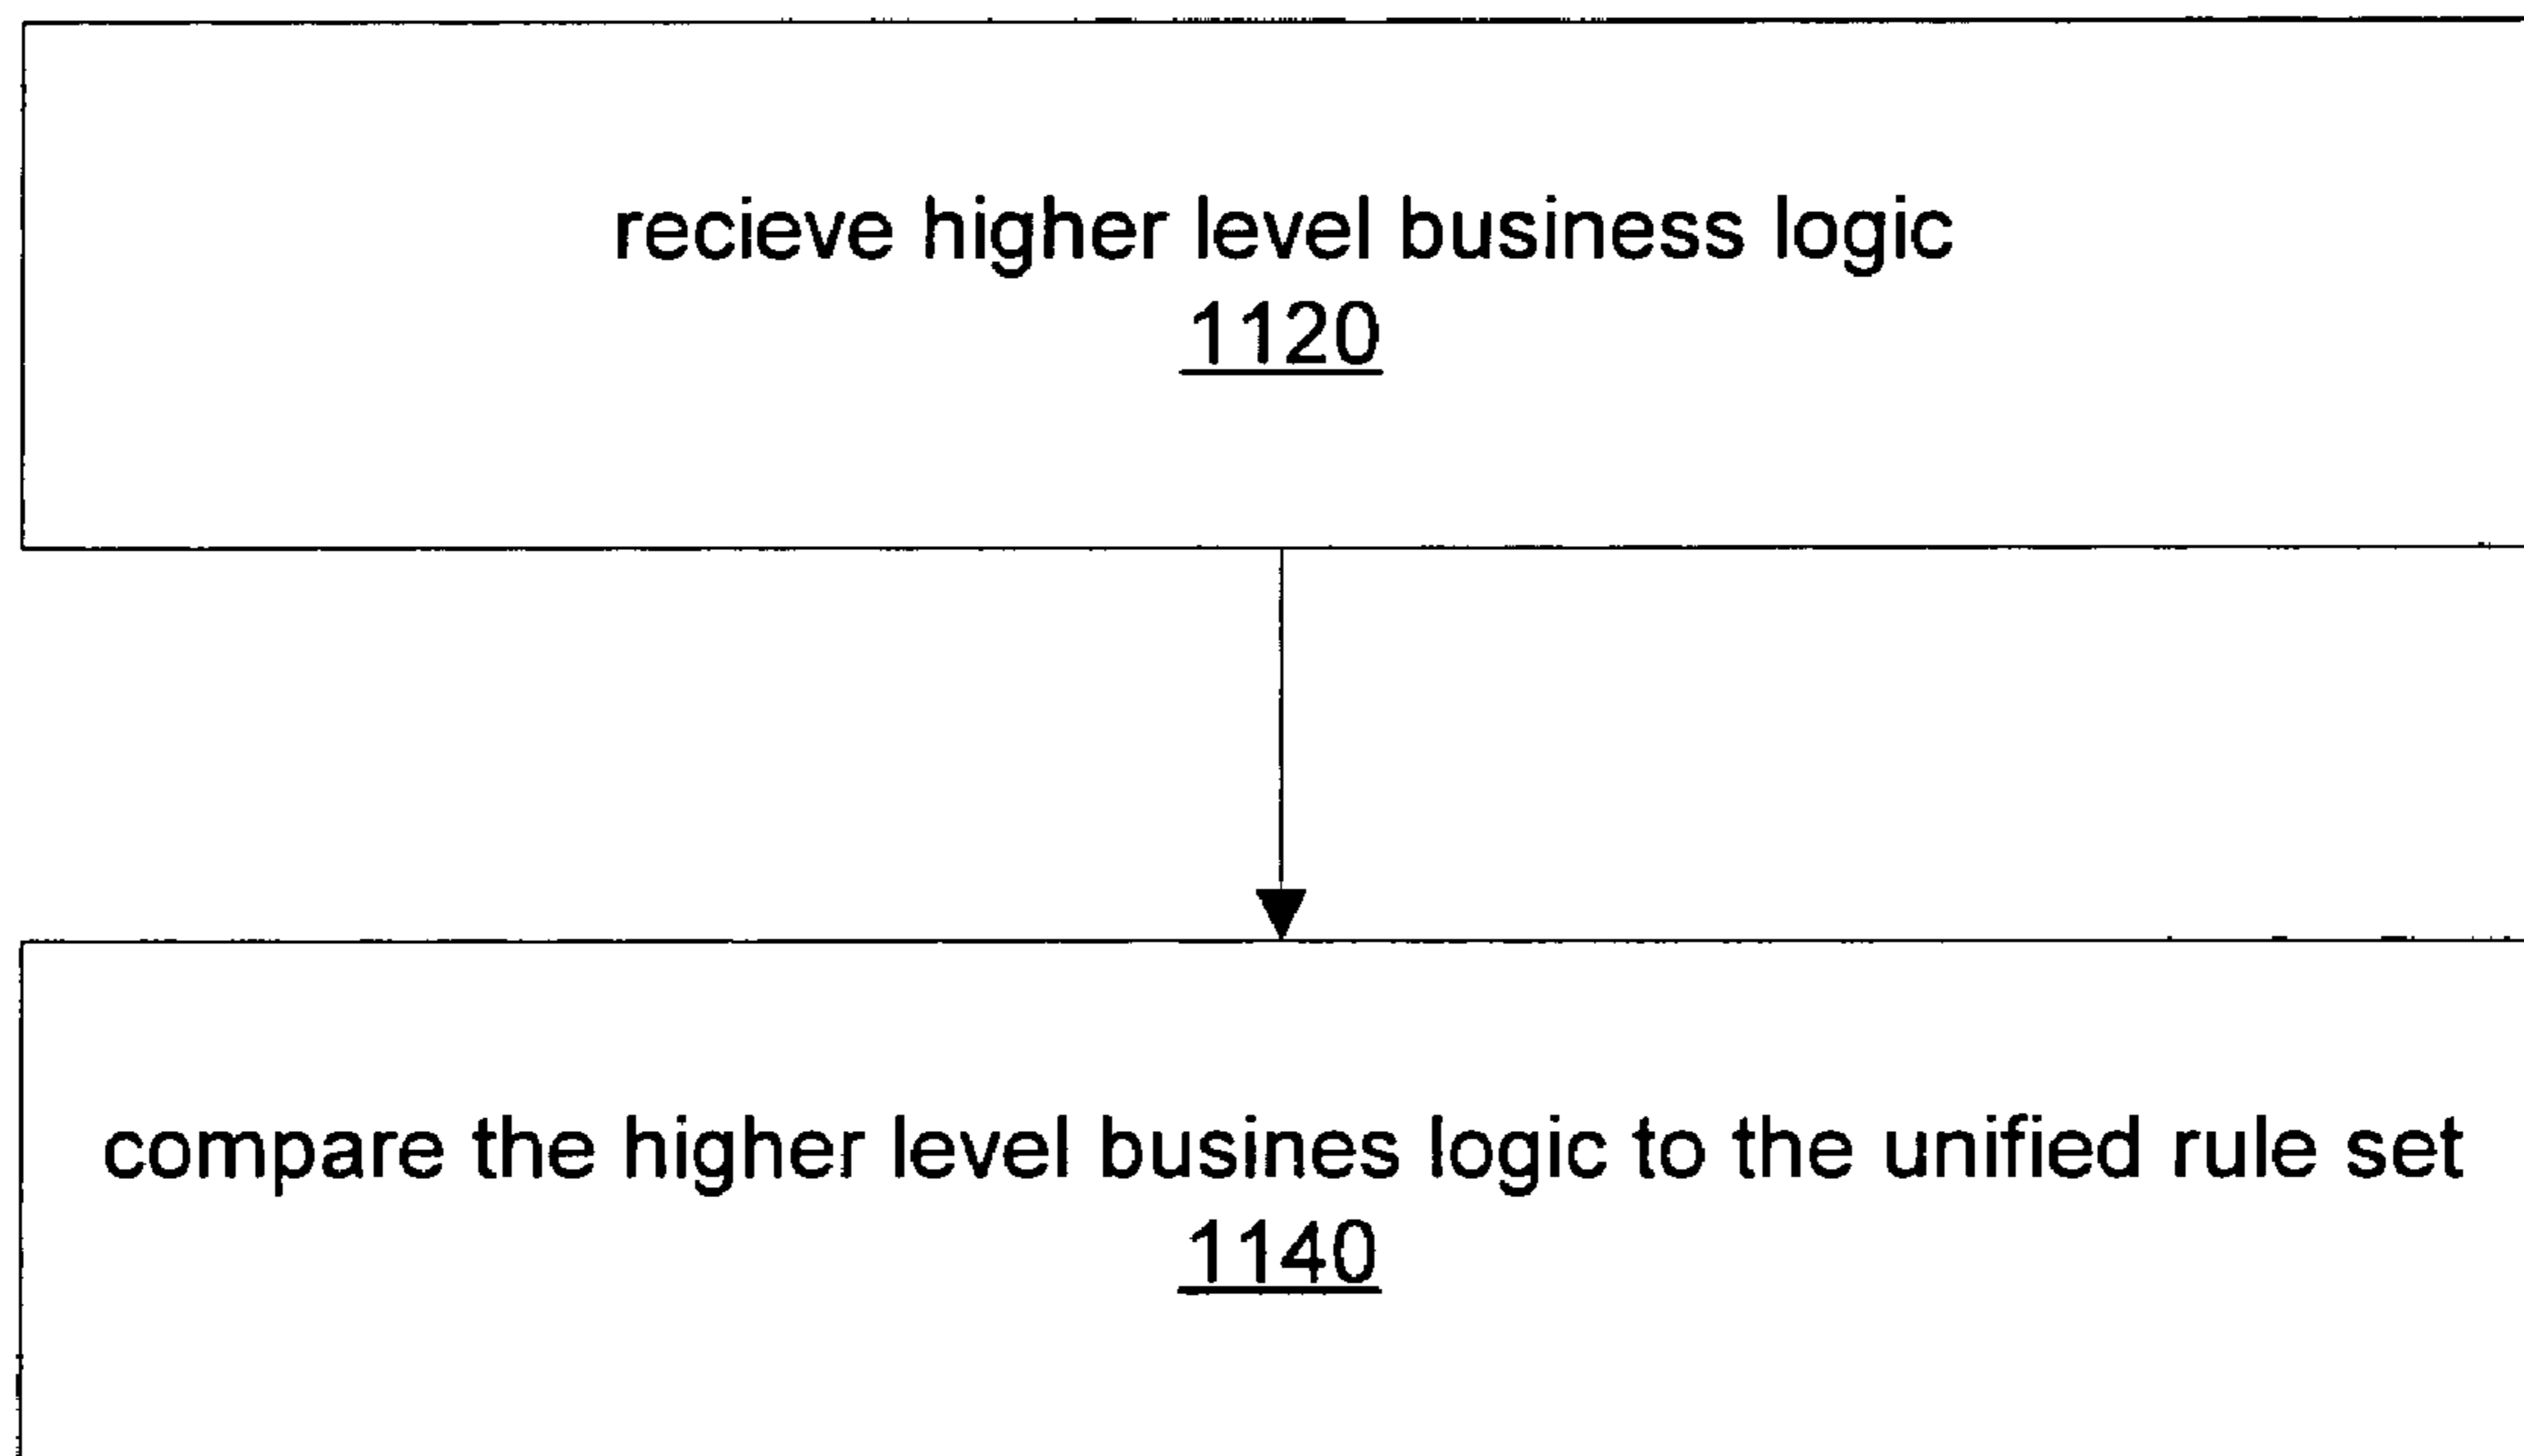 recieve higher level business logic
1120
compare the higher level busines logic to the unified rule set
1140